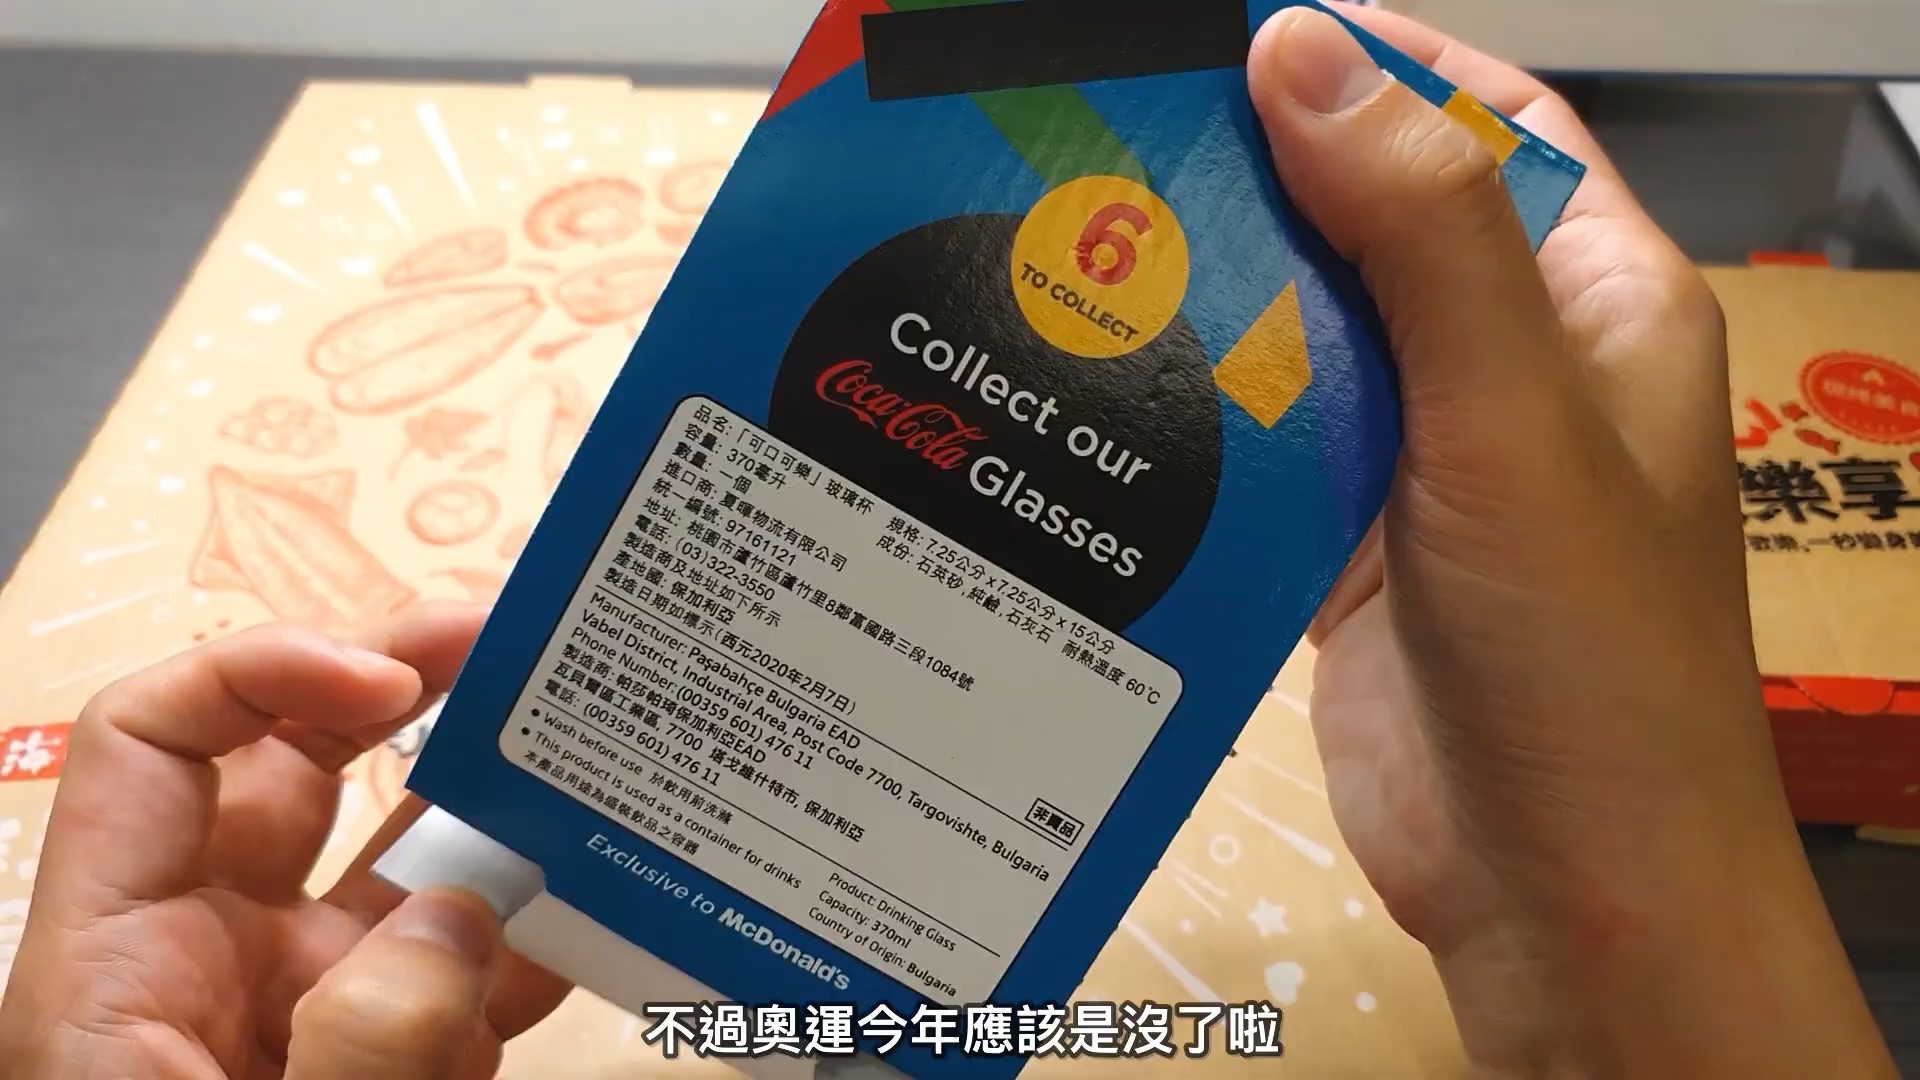 6
TO COLLECT
Collect our
Coca-Cola Glasses
品名:「可口可樂」玻璃杯 規格: 7.25公分 x 7.25公分 x 15公分
容量: 370毫升 成份: 石英砂,純鹼,石灰石 耐熱溫度 60℃
數量: 一個
進口商: 夏暉物流有限公司
統一編號: 97161121
地址: 桃園市蘆竹區蘆竹里8鄰富國路三段1084號
電話: (03)322-3550
製造商及地址如下所示
產地國: 保加利亞
製造日期如標示(西元2020年2月7日)
Manufacturer: Paşabahçe Bulgaria EAD
Vabel District, Industrial Area, Post Code 7700, Targovishte, Bulgaria
Phone Number: (00359 601) 476 11
製造商: 帕莎帕琦保加利亞EAD
瓦貝爾區工業區, 7700 塔戈維什特市, 保加利亞
電話: (00359 601) 476 11
非賣品
• Wash before use 於飲用前洗滌
• This product is used as a container for drinks
本產品用途為盛裝飲品之容器
Product: Drinking Glass
Capacity: 370ml
Country of Origin: Bulgaria
Exclusive to McDonald's
樂享
不過奧運今年應該是沒了啦